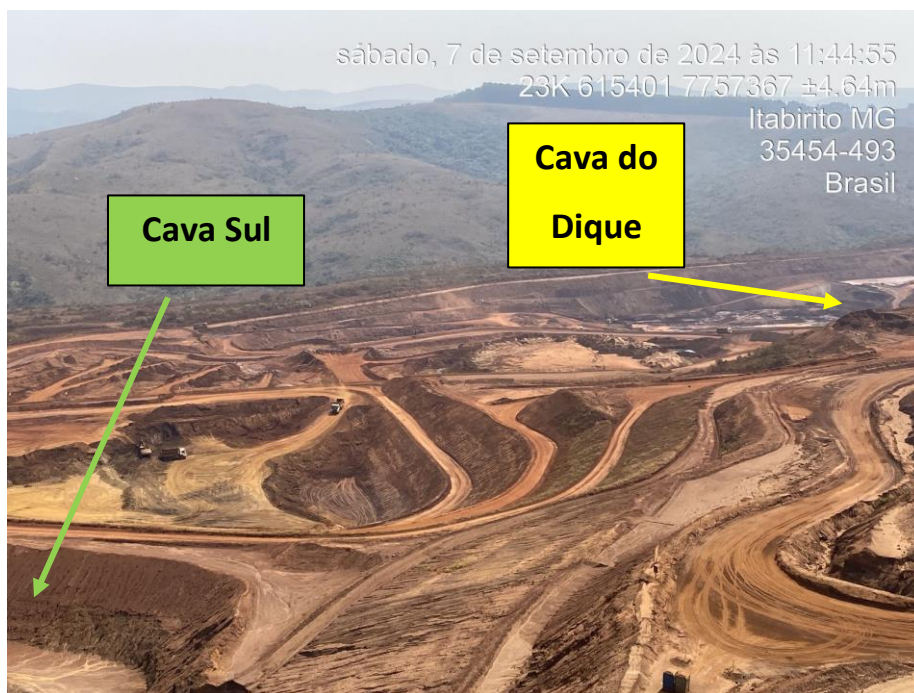 sábado, 7 de setembro de 2024 às 11:44:55
23K 615401 7757367 ±4.64m
Itabirito MG
35454-493
Brasil
Cava do
Dique
Cava Sul